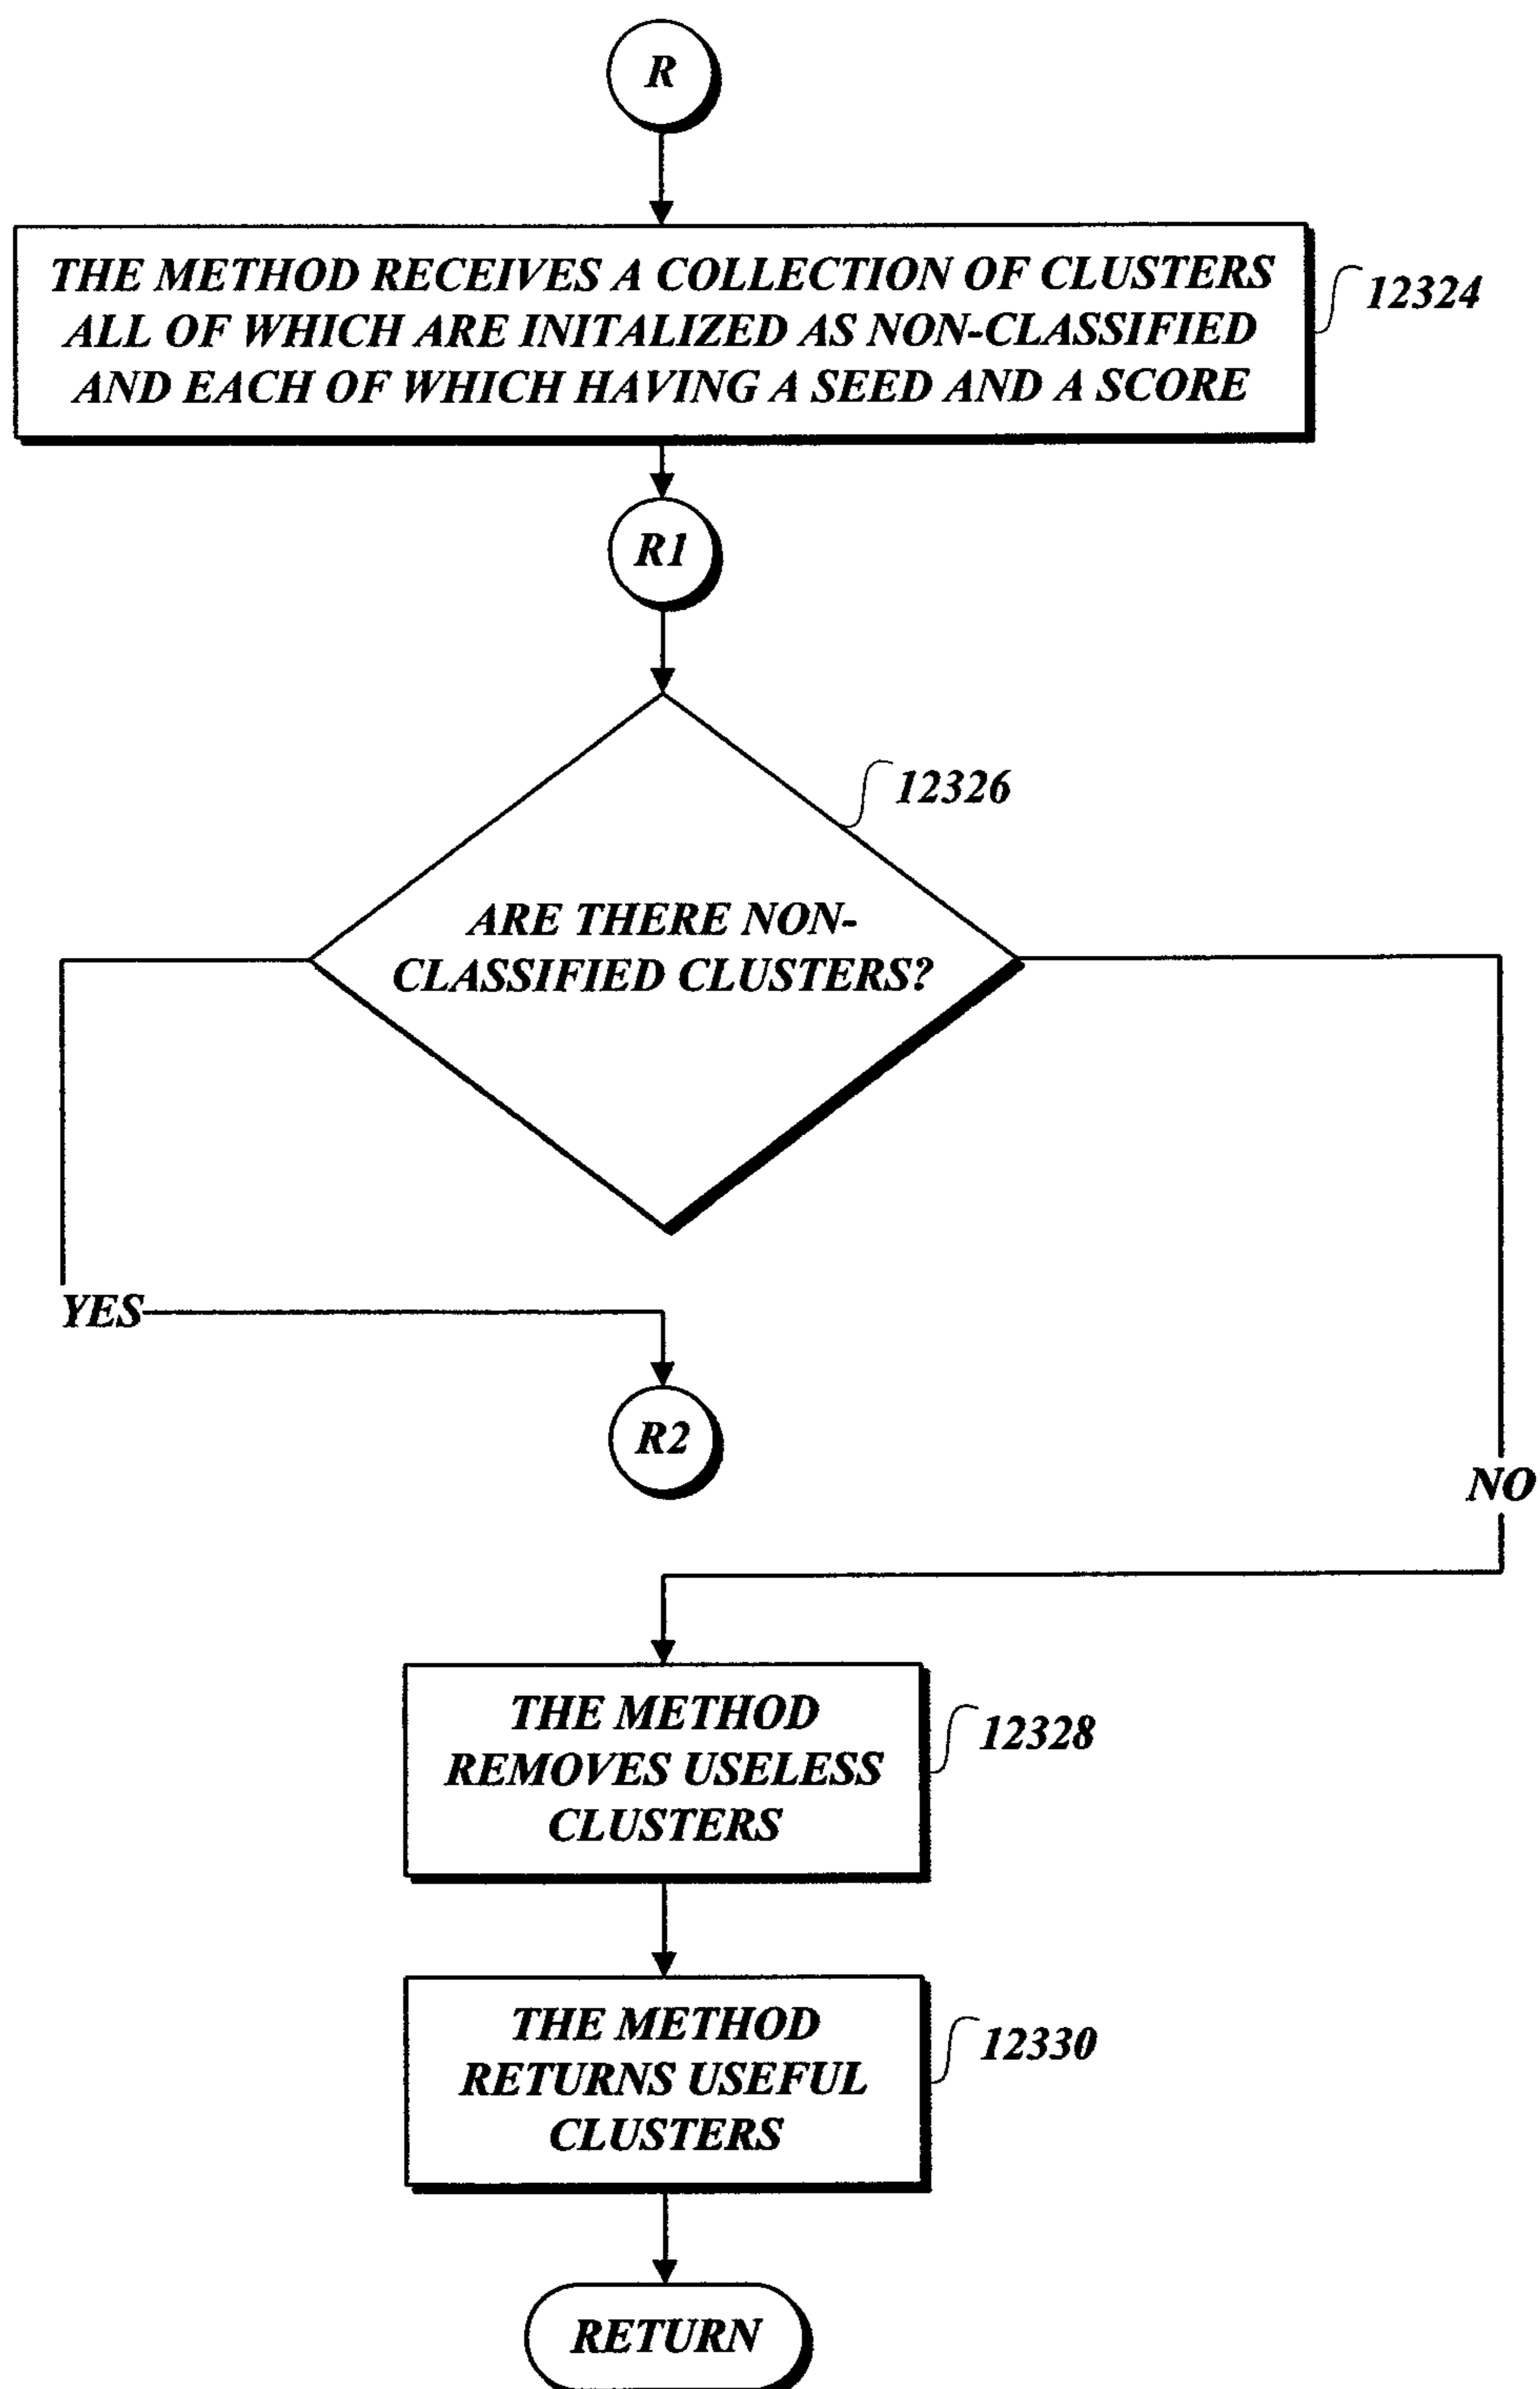 R
THE METHOD RECEIVES A COLLECTION OF CLUSTERS
ALL OF WHICH ARE INITALIZED AS NON-CLASSIFIED
AND EACH OF WHICH HAVING A SEED AND A SCORE
12324
R1
12326
ARE THERE NON-
CLASSIFIED CLUSTERS?
YES
R2
NO
THE METHOD
REMOVES USELESS
CLUSTERS
12328
THE METHOD
RETURNS USEFUL
CLUSTERS
12330
RETURN